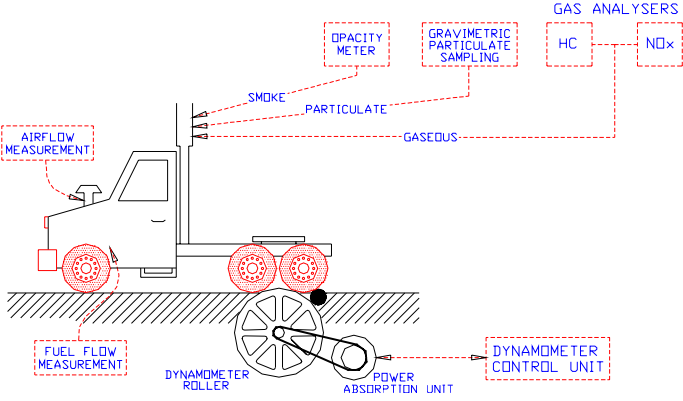 GAS ANALYSERS
OPACITY
METER
GRAVIMETRIC
PARTICULATE
SAMPLING
HC
NOx
SMOKE
PARTICULATE
GASEOUS
AIRFLOW
MEASUREMENT
FUEL FLOW
MEASUREMENT
DYNAMOMETER
ROLLER
POWER
ABSORPTION UNIT
DYNAMOMETER
CONTROL UNIT